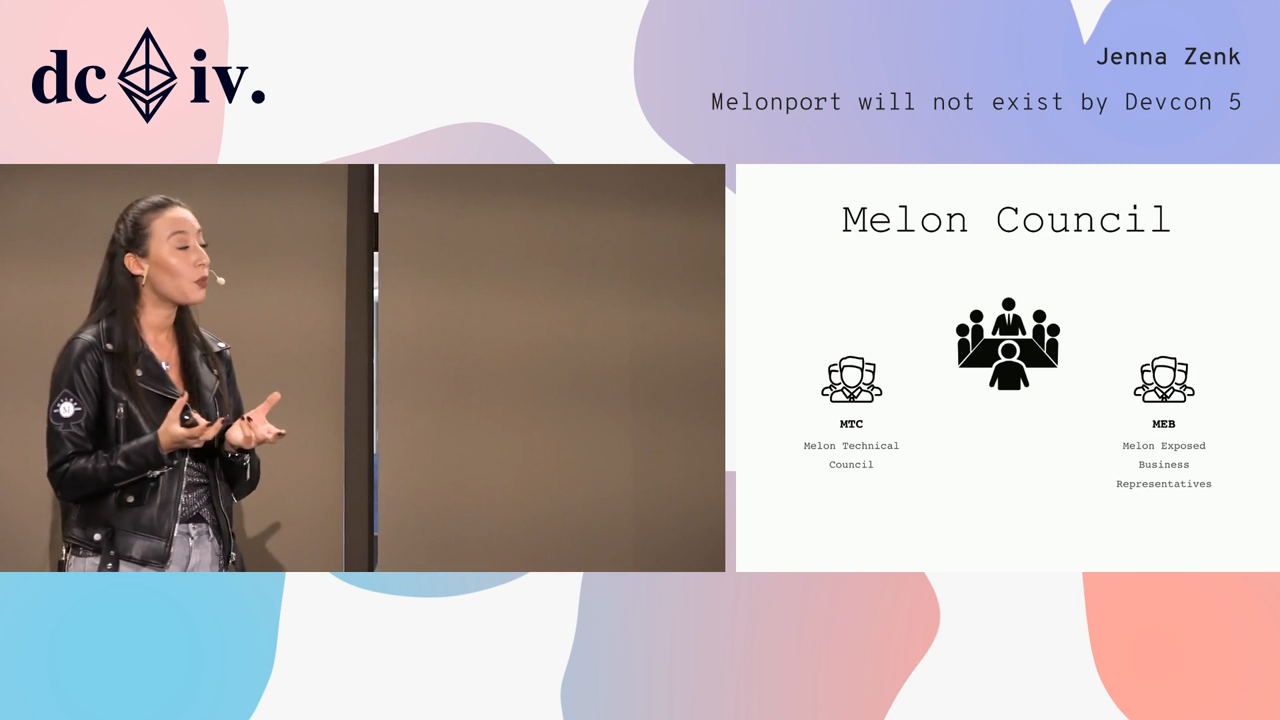 dc iv.
Jenna Zenk
Melonport will not exist by Devcon 5
Melon Council
MTC
Melon Technical
Council
MEB
Melon Exposed
Business
Representatives
M